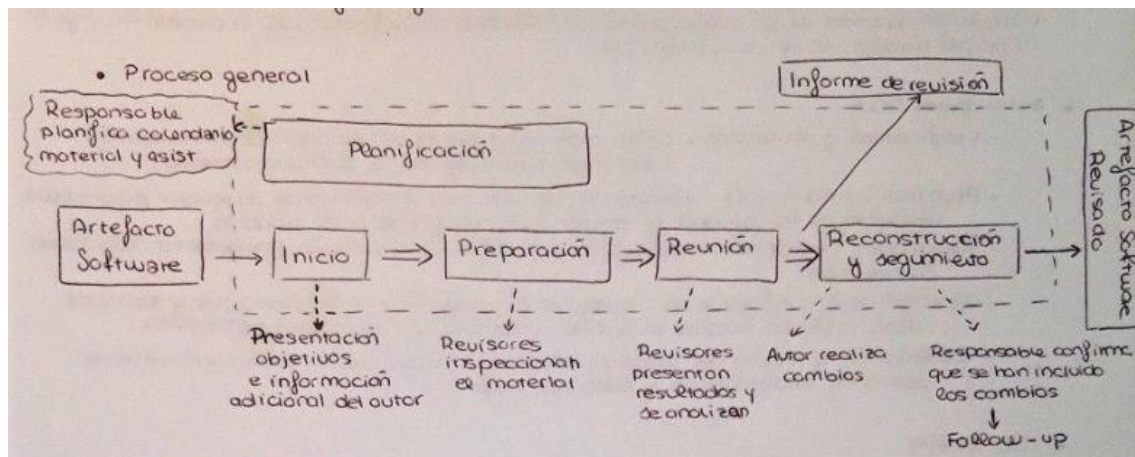 • Proceso general
Responsable
planifica calendario
material y asist
Planificación
Informe de revisión
Artefacto
Software
Inicio
Preparación
Reunión
Reconstrucción
y segumiento
Artefacto Software
Revisado
Presentación
objetivos
e información
adicional del autor
Revisores
inspeccionan
el material
Revisores
presentan
resultados y
se analizan
Autor realiza
cambios
Responsable confirme
que se han incluido
los cambios
Follow-up